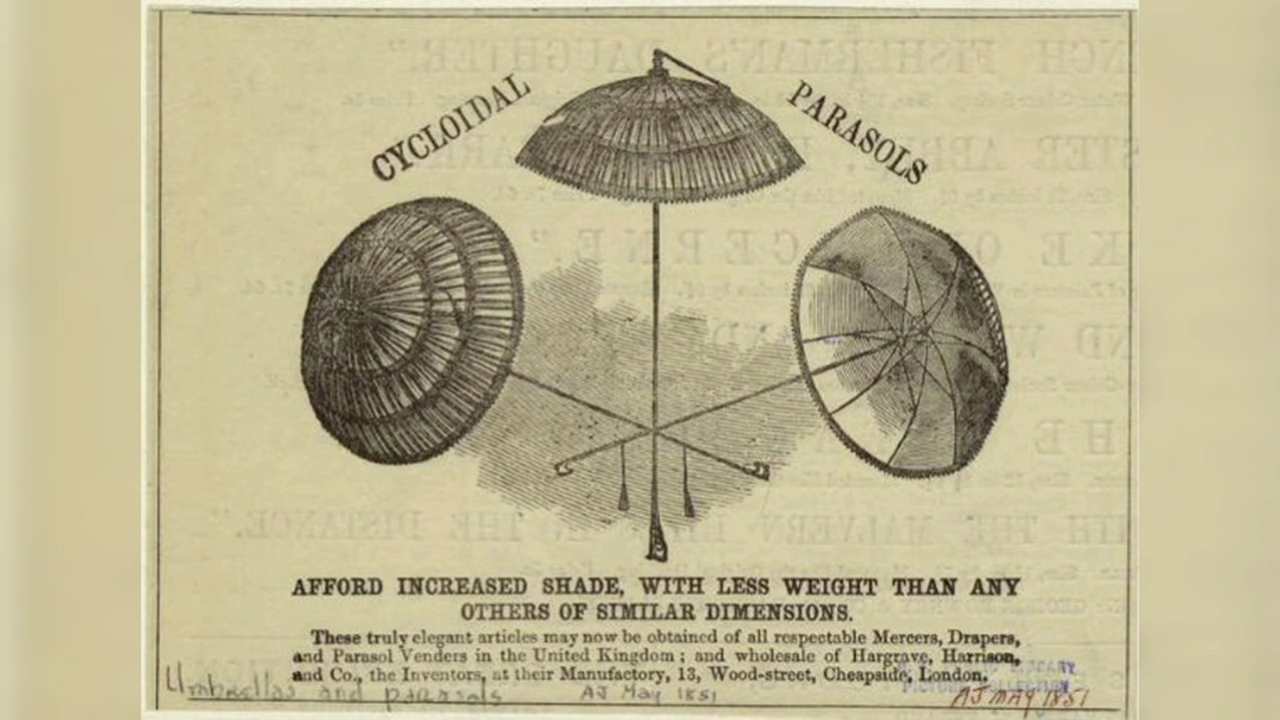 CYCLOIDAL PARASOLS
AFFORD INCREASED SHADE, WITH LESS WEIGHT THAN ANY
OTHERS OF SIMILAR DIMENSIONS.
These truly elegant articles may now be obtained of all respectable Mercers, Drapers,
and Parasol Venders in the United Kingdom; and wholesale of Hargrave, Harrison,
and Co., the Inventors, at their Manufactory, 13, Wood-street, Cheapside, London.
Umbrellas and parasols AJ May 1851
AJ MAY 1851